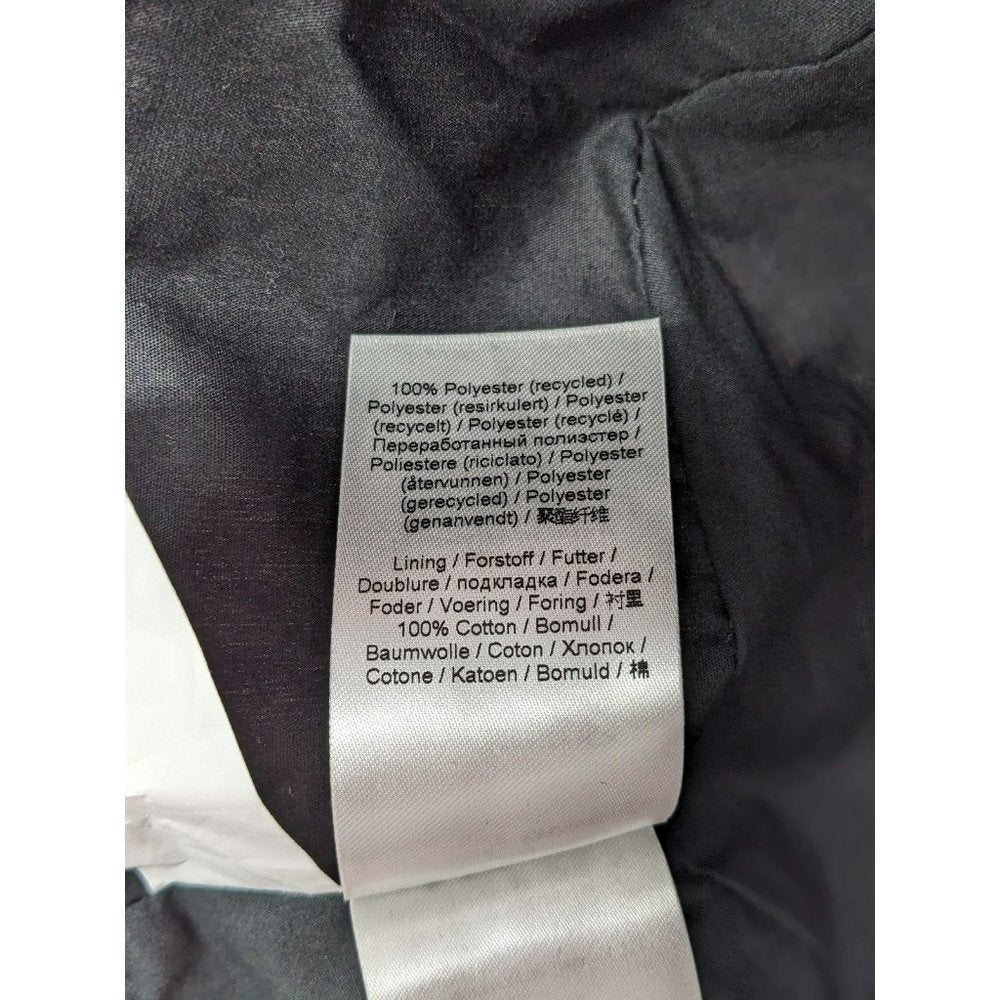 100% Polyester (recycled) /
Polyester (resirkulert) / Polyester
(recycelt) / Polyester (recyclé) /
Переработанный полиэстер /
Poliestere (riciclato) / Polyester
(återvunnen) / Polyester
(gerecycled) / Polyester
(genanvendt) / 聚酯纤维
Lining / Forstoff / Futter /
Doublure / подкладка / Fodera /
Foder / Voering / Foring / 衬里
100% Cotton / Bomull /
Baumwolle / Coton / Хлопок /
Cotone / Katoen / Bomuld / 棉